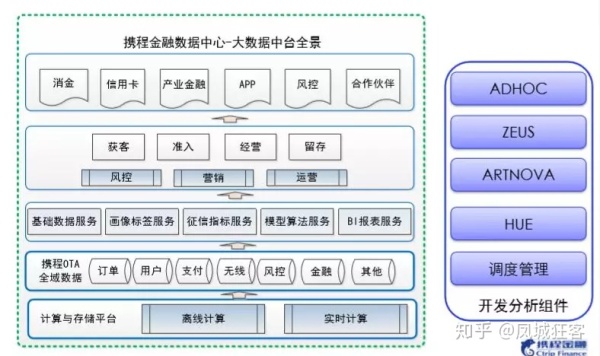 携程金融数据中心-大数据中台全景
消金 信用卡 产业金融 APP 风控 合作伙伴
获客 准入 经营 留存
风控 营销 运营
基础数据服务 画像标签服务 征信指标服务 模型算法服务 BI报表服务
携程OTA
全域数据
订单 用户 支付 无线 风控 金融 其他
计算与存储平台 离线计算 实时计算
ADHOC
ZEUS
ARTNOVA
HUE
调度管理
开发分析组件
知乎 @凤城狂客
携程金融
Ctrip Finance